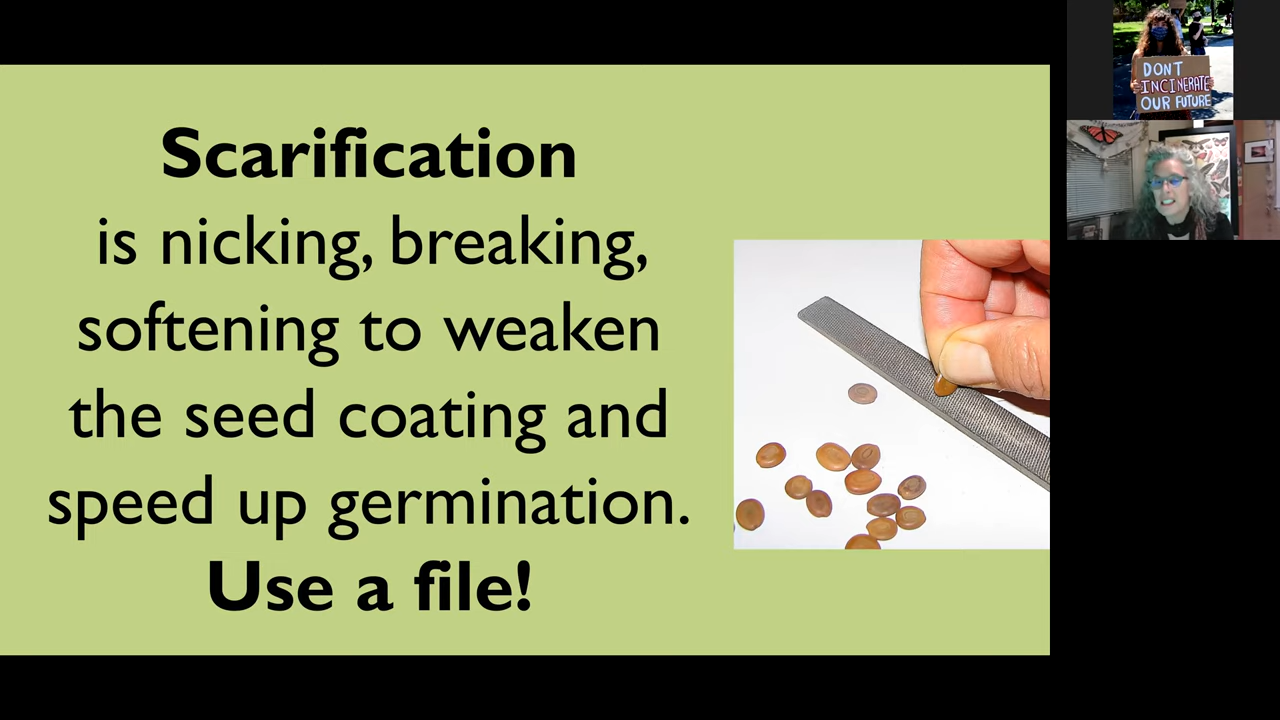 Scarification
is nicking, breaking,
softening to weaken
the seed coating and
speed up germination.
Use a file!
DONT
INCINERATE
OUR FUTURE